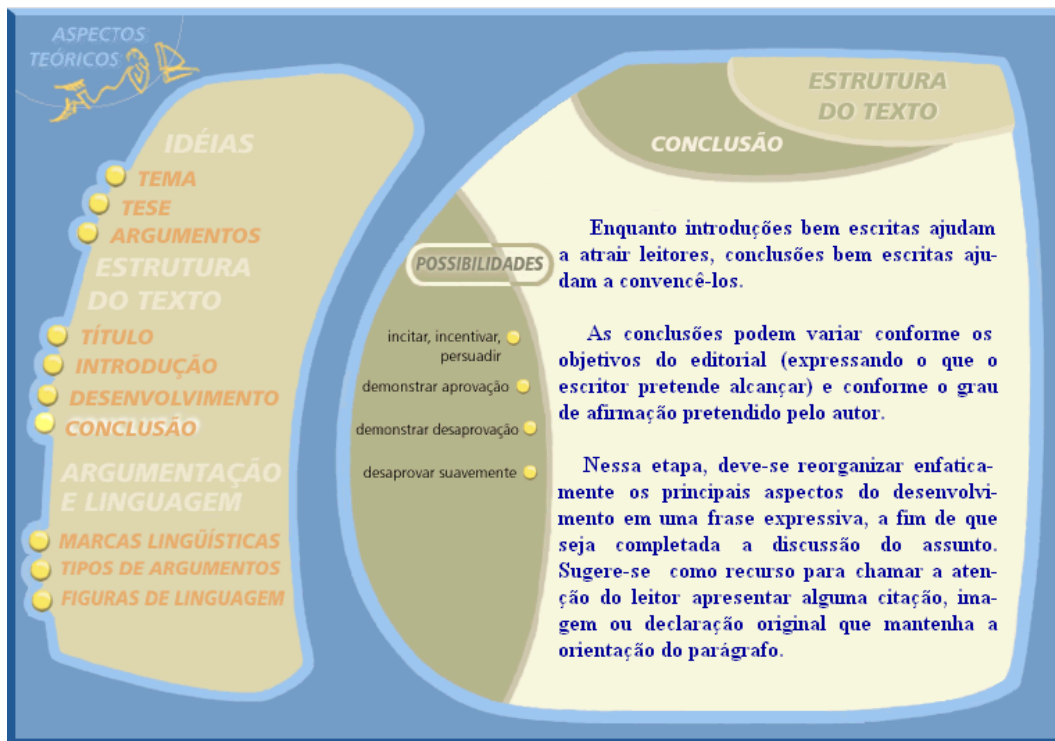 ASPECTOS
TEÓRICOS
IDÉIAS
TEMA
TESE
ARGUMENTOS
ESTRUTURA
DO TEXTO
TÍTULO
INTRODUÇÃO
DESENVOLVIMENTO
CONCLUSÃO
ARGUMENTAÇÃO
E LINGUAGEM
MARCAS LINGÜÍSTICAS
TIPOS DE ARGUMENTOS
FIGURAS DE LINGUAGEM
ESTRUTURA
DO TEXTO
CONCLUSÃO
POSSIBILIDADES
incitar, incentivar,
persuadir
demonstrar aprovação
demonstrar desaprovação
desaprovar suavemente
Enquanto introduções bem escritas ajudam
a atrair leitores, conclusões bem escritas aju-
dam a convencê-los.
As conclusões podem variar conforme os
objetivos do editorial (expressando o que o
escritor pretende alcançar) e conforme o grau
de afirmação pretendido pelo autor.
Nessa etapa, deve-se reorganizar enfatica-
mente os principais aspectos do desenvolvi-
mento em uma frase expressiva, a fim de que
seja completada a discussão do assunto.
Sugere-se como recurso para chamar a aten-
ção do leitor apresentar alguma citação, ima-
gem ou declaração original que mantenha a
orientação do parágrafo.